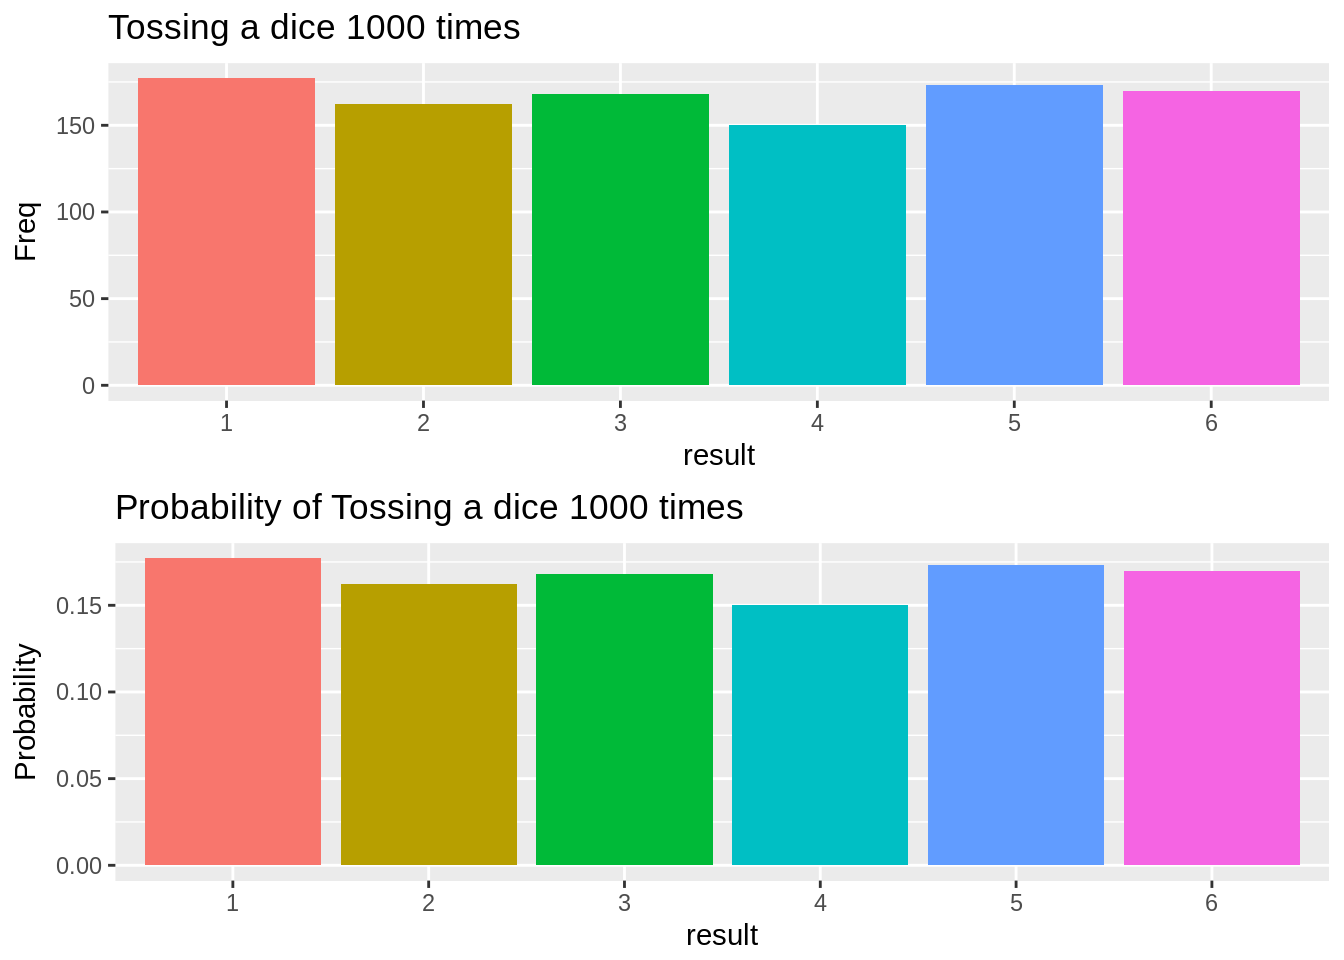 Tossing a dice 1000 times
150
100
50
0
Freq
1 2 3 4 5 6
result
Probability of Tossing a dice 1000 times
0.15
0.10
0.05
0.00
Probability
1 2 3 4 5 6
result